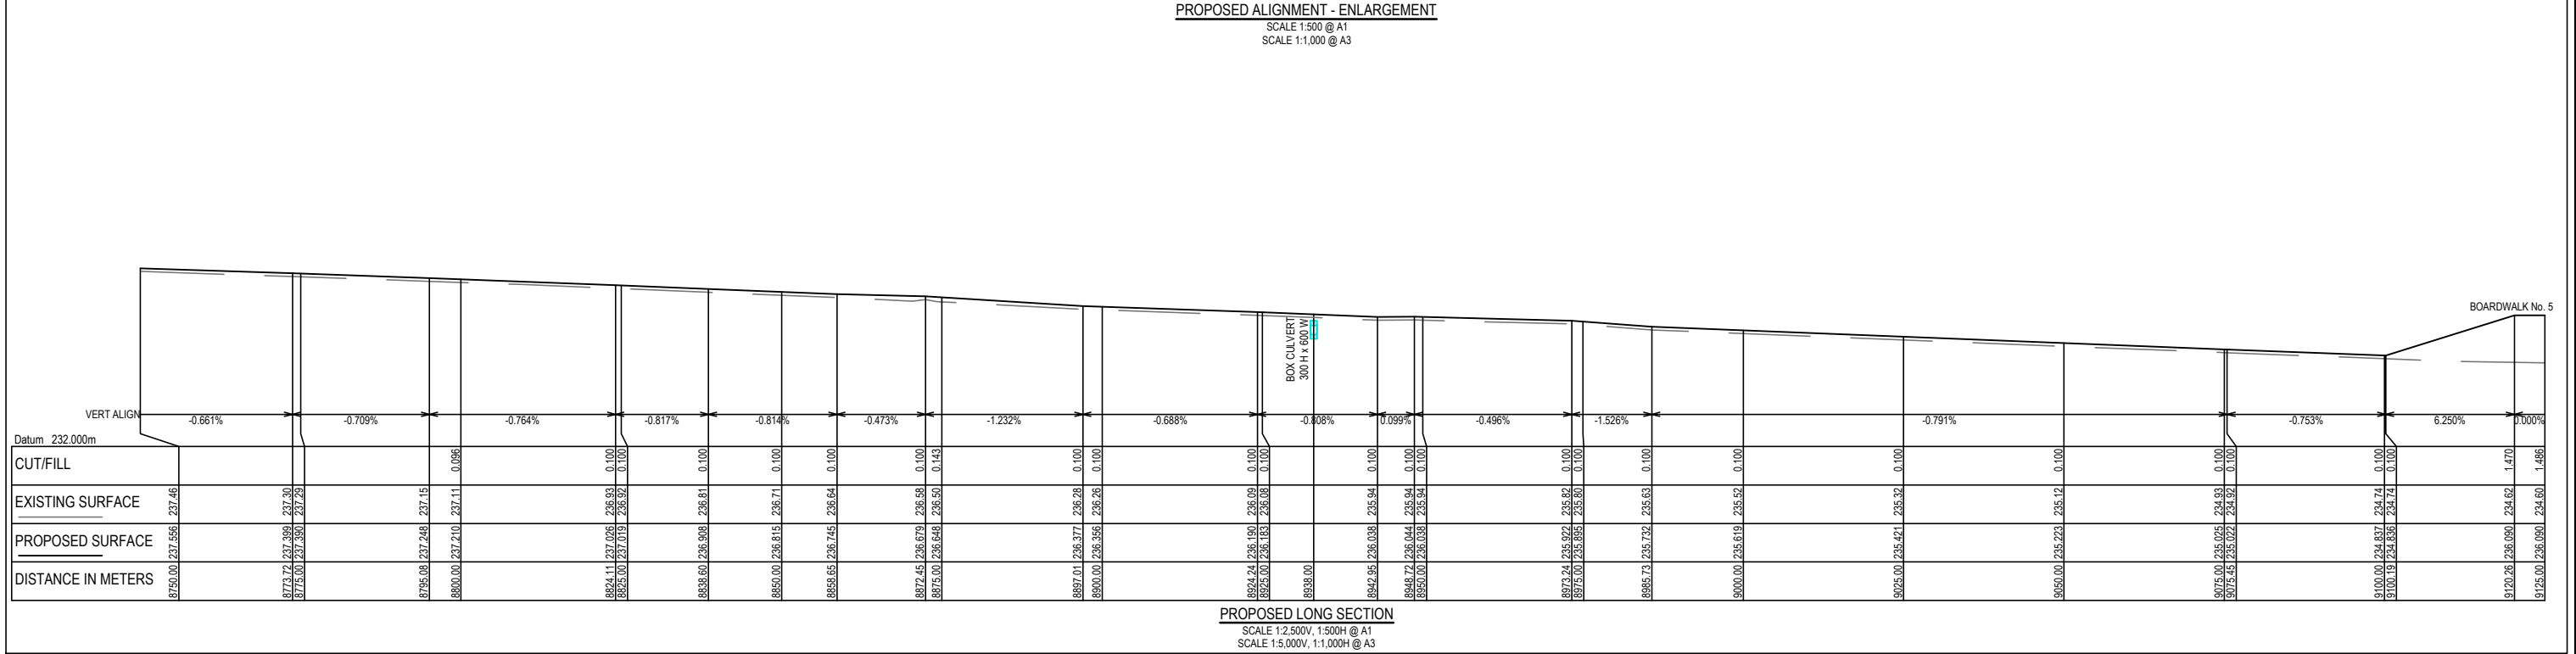 PROPOSED ALIGNMENT - ENLARGEMENT
SCALE 1:500 @ A1
SCALE 1:1,000 @ A3
BOARDWALK No. 5
BOX CULVERT
300 H x 600 W
VERT ALIGN -0.661% -0.709% -0.764% -0.817% -0.814% -0.473% -1.232% -0.688% -0.808% 0.099% -0.496% -1.526% -0.791% -0.753% 6.250% 0.000%
Datum 232.000m
CUT/FILL 0.096 0.100 0.100 0.100 0.100 0.100 0.100 0.143 0.100 0.100 0.100 0.100 0.100 0.100 0.100 0.100 0.100 0.100 0.100 0.100 0.100 0.100 0.100 0.100 0.100 1.470 1.486
EXISTING SURFACE 237.46 237.30 237.29 237.15 237.11 236.93 236.92 236.81 236.71 236.64 236.58 236.50 236.28 236.26 236.09 236.08 235.94 235.94 235.94 235.82 235.80 235.63 235.52 235.32 235.12 234.93 234.92 234.74 234.74 234.62 234.60
PROPOSED SURFACE 237.556 237.399 237.390 237.248 237.210 237.026 237.019 236.908 236.815 236.745 236.679 236.648 236.377 236.356 236.190 236.183 236.038 236.044 236.038 235.922 235.895 235.732 235.619 235.421 235.223 235.025 235.022 234.837 234.836 236.090 236.090
DISTANCE IN METERS 8750.00 8773.72 8775.00 8795.08 8800.00 8824.11 8825.00 8838.60 8850.00 8858.65 8872.45 8875.00 8897.01 8900.00 8924.24 8925.00 8938.00 8942.95 8948.72 8950.00 8973.24 8975.00 8985.73 9000.00 9025.00 9050.00 9075.00 9075.45 9100.00 9100.19 9120.26 9125.00
PROPOSED LONG SECTION
SCALE 1:2,500V, 1:500H @ A1
SCALE 1:5,000V, 1:1,000H @ A3